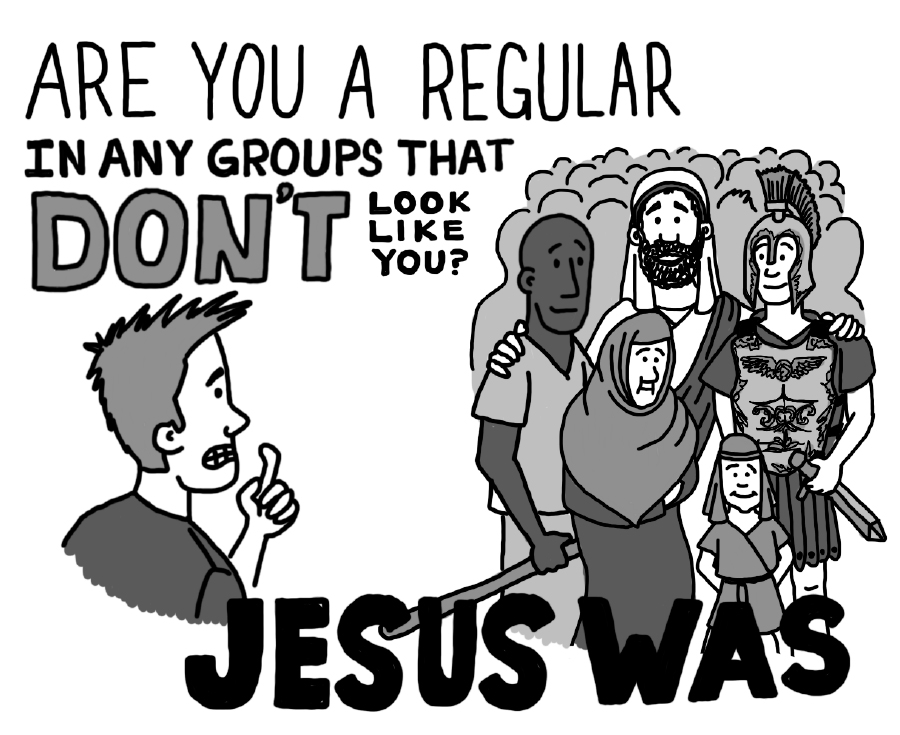 ARE YOU A REGULAR
IN ANY GROUPS THAT
DON'T LOOK
LIKE
YOU?
JESUS WAS